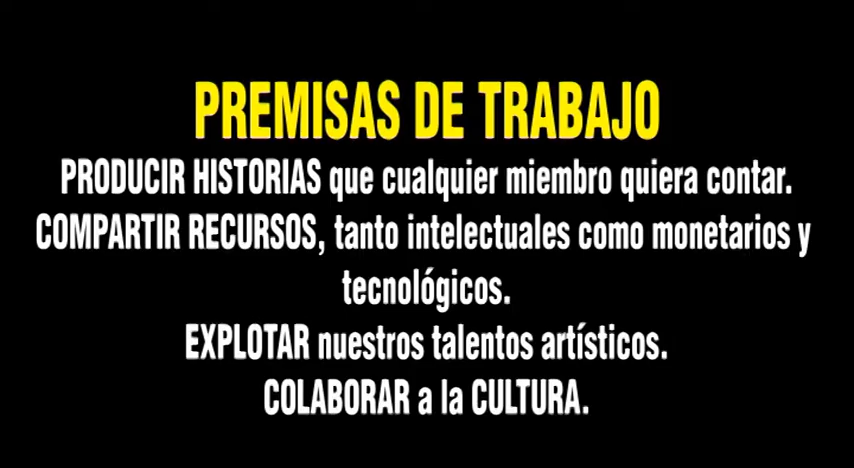 PREMISAS DE TRABAJO
PRODUCIR HISTORIAS que cualquier miembro quiera contar.
COMPARTIR RECURSOS, tanto intelectuales como monetarios y
tecnológicos.
EXPLOTAR nuestros talentos artísticos.
COLABORAR a la CULTURA.